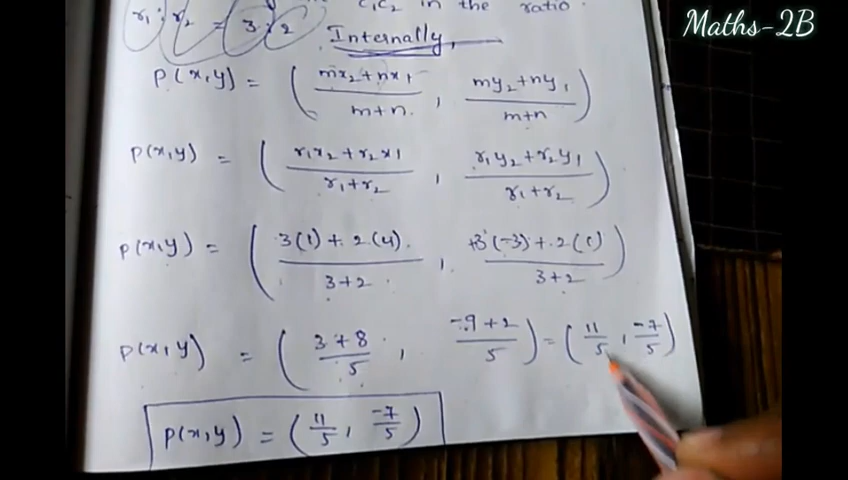 Maths-2B
r₁ : r₂ = 3 : 2 C₁C₂ in the ratio
Internally,
P(x,y) = ( mx₂+nx₁ / m+n , my₂+ny₁ / m+n )
P(x,y) = ( r₁x₂+r₂x₁ / r₁+r₂ , r₁y₂+r₂y₁ / r₁+r₂ )
P(x,y) = ( 3(1)+2(4) / 3+2 , +3(-3)+2(1) / 3+2 )
P(x,y) = ( 3+8 / 5 , -9+2 / 5 ) = ( 11/5 , -7/5 )
P(x,y) = ( 11/5 , -7/5 )